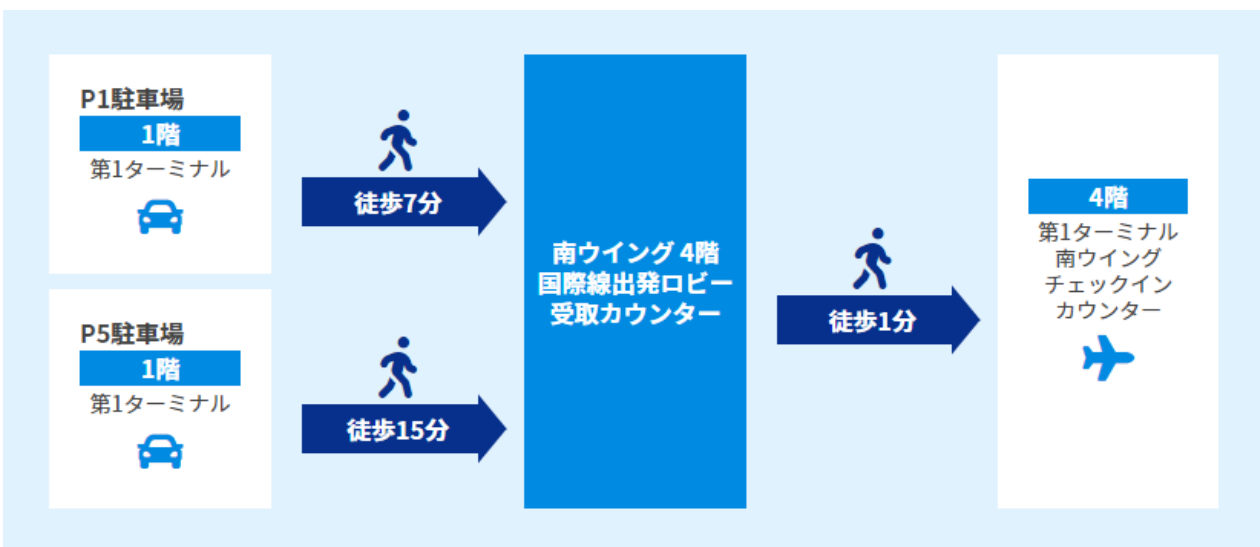 P1駐車場
1階
第1ターミナル
徒歩7分
P5駐車場
1階
第1ターミナル
徒歩15分
南ウイング 4階
国際線出発ロビー
受取カウンター
徒歩1分
4階
第1ターミナル
南ウイング
チェックイン
カウンター